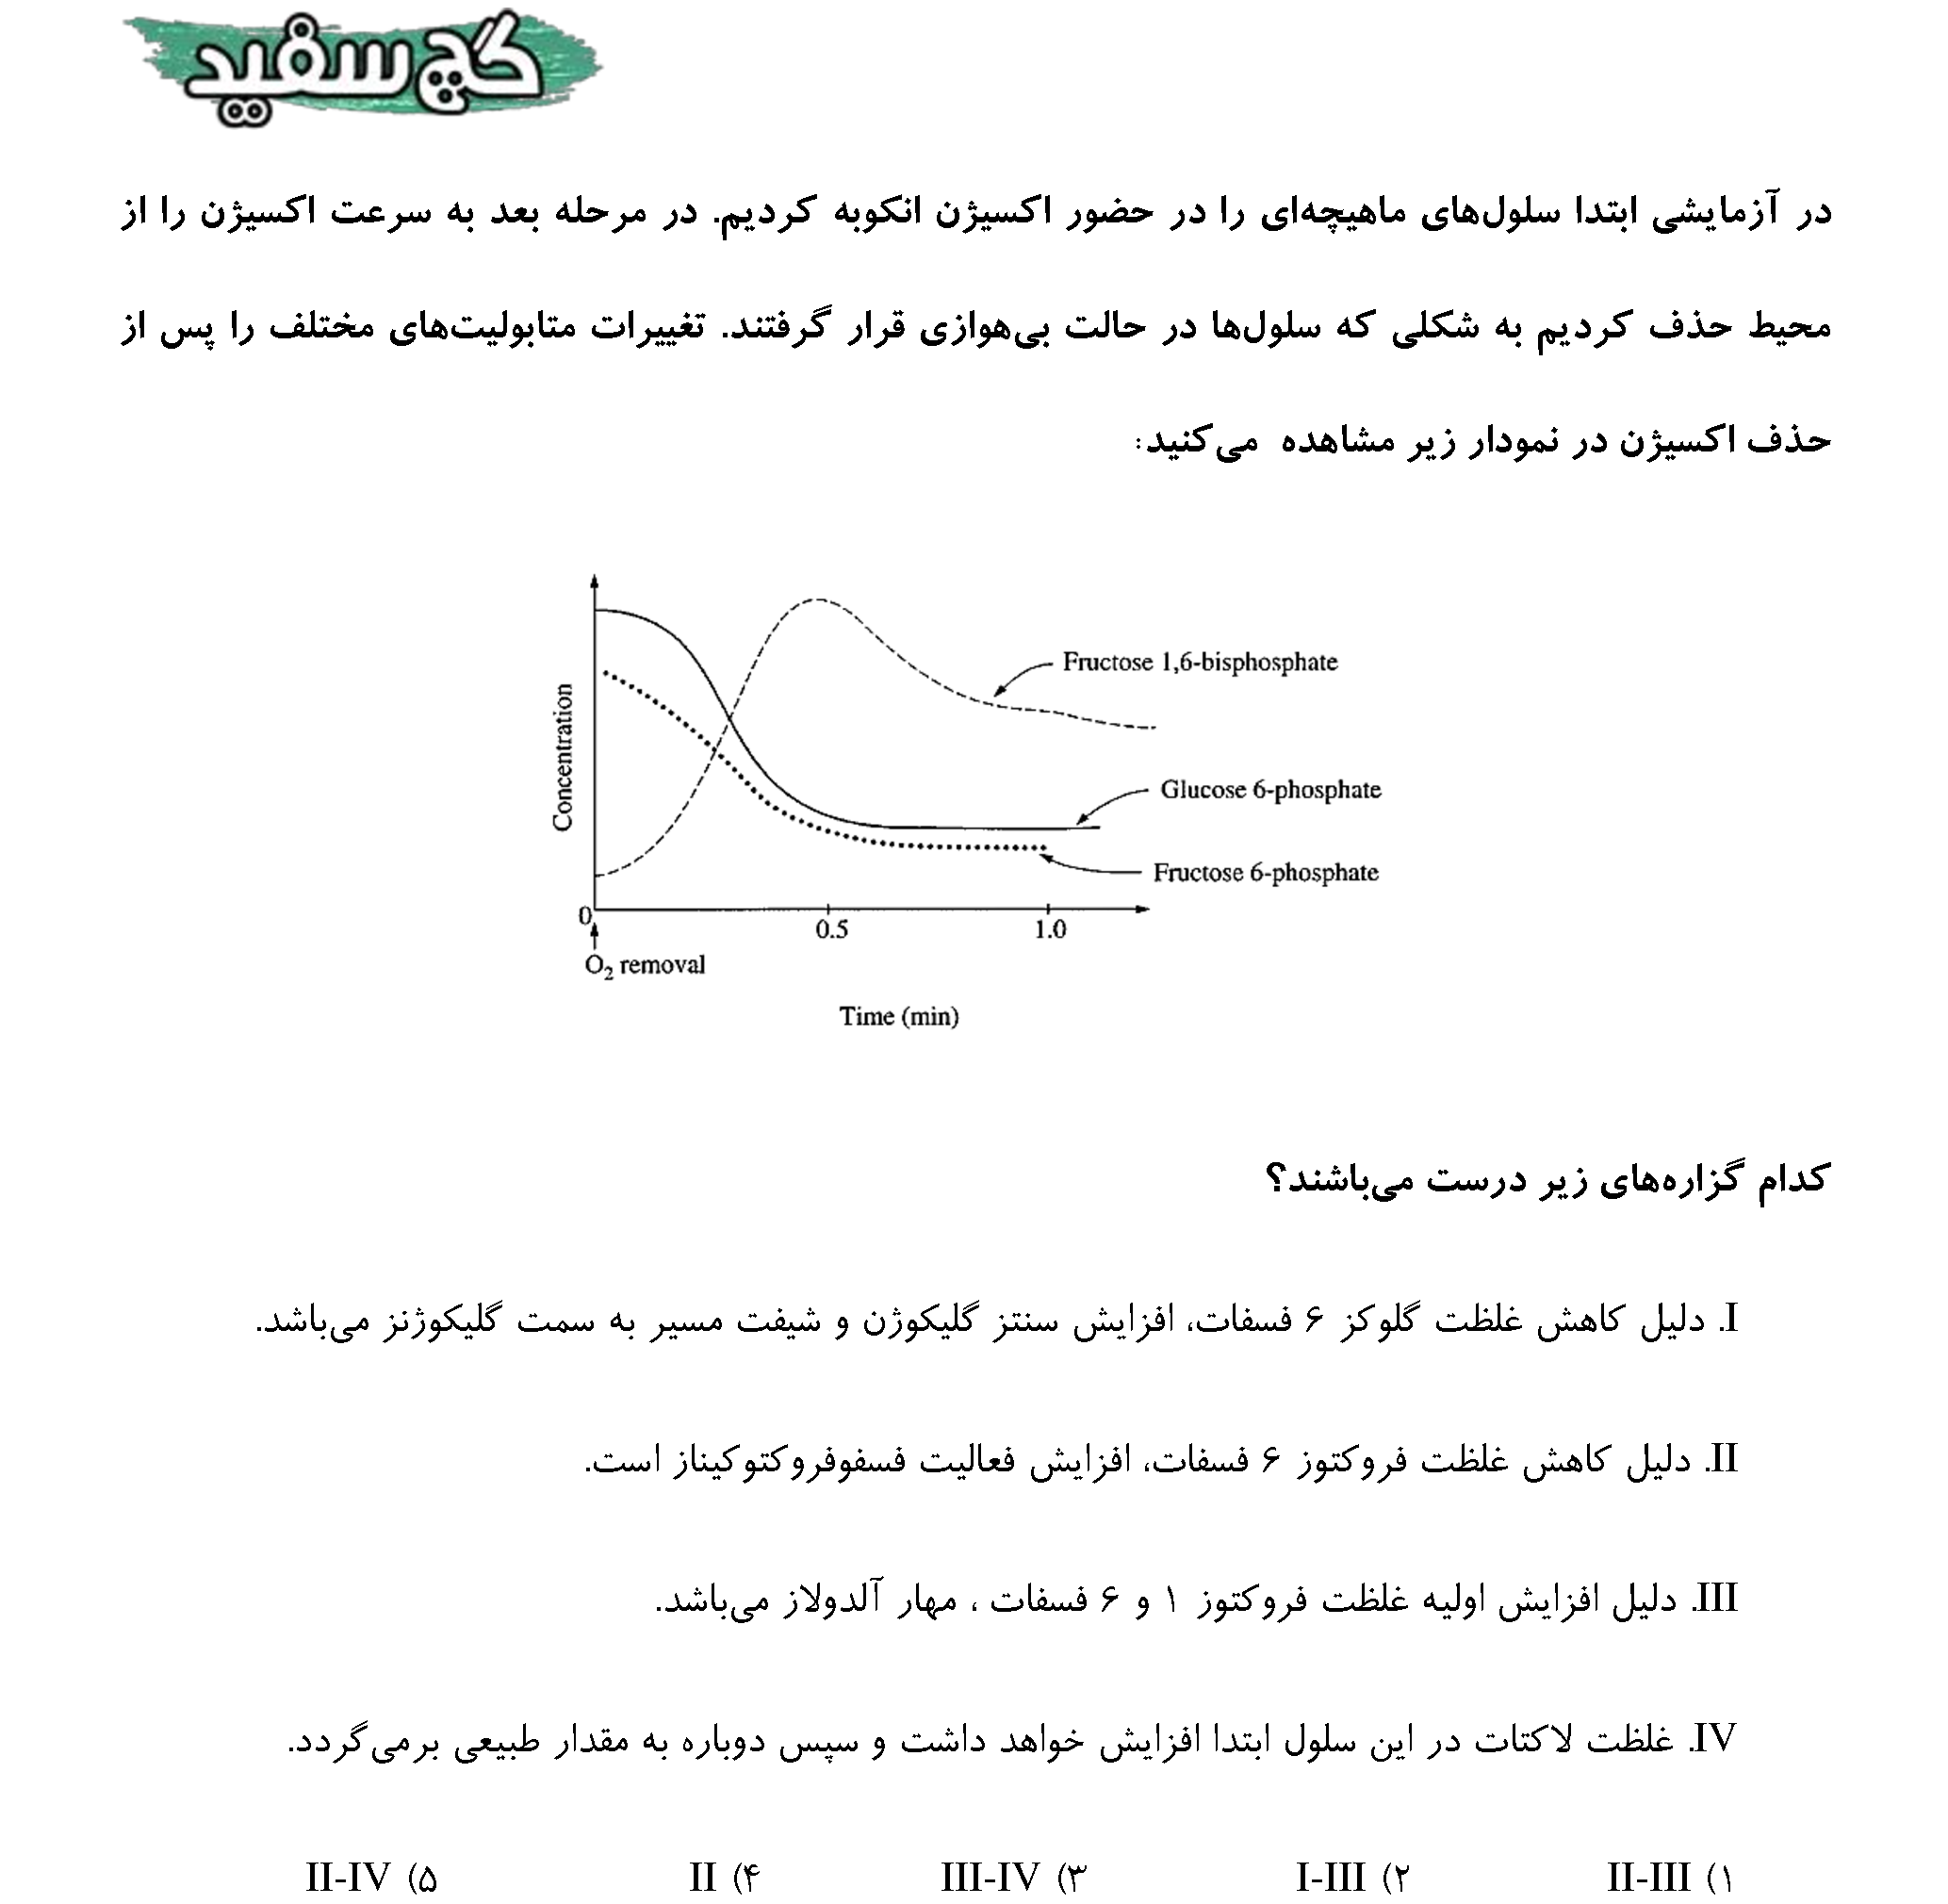 گچ سفید
در آزمایشی ابتدا سلول‌های ماهیچه‌ای را در حضور اکسیژن انکوبه کردیم. در مرحله بعد به سرعت اکسیژن را از
محیط حذف کردیم به شکلی که سلول‌ها در حالت بی‌هوازی قرار گرفتند. تغییرات متابولیت‌های مختلف را پس از
حذف اکسیژن در نمودار زیر مشاهده می‌کنید:
Concentration
Fructose 1,6-bisphosphate
Glucose 6-phosphate
Fructose 6-phosphate
0 0.5 1.0
O₂ removal
Time (min)
کدام گزاره‌های زیر درست می‌باشند؟
I. دلیل کاهش غلظت گلوکز ۶ فسفات، افزایش سنتز گلیکوژن و شیفت مسیر به سمت گلیکوژنز می‌باشد.
II. دلیل کاهش غلظت فروکتوز ۶ فسفات، افزایش فعالیت فسفوفروکتوکیناز است.
III. دلیل افزایش اولیه غلظت فروکتوز ۱ و ۶ فسفات ، مهار آلدولاز می‌باشد.
IV. غلظت لاکتات در این سلول ابتدا افزایش خواهد داشت و سپس دوباره به مقدار طبیعی برمی‌گردد.
۱) II-III ۲) I-III ۳) III-IV ۴) II ۵) II-IV